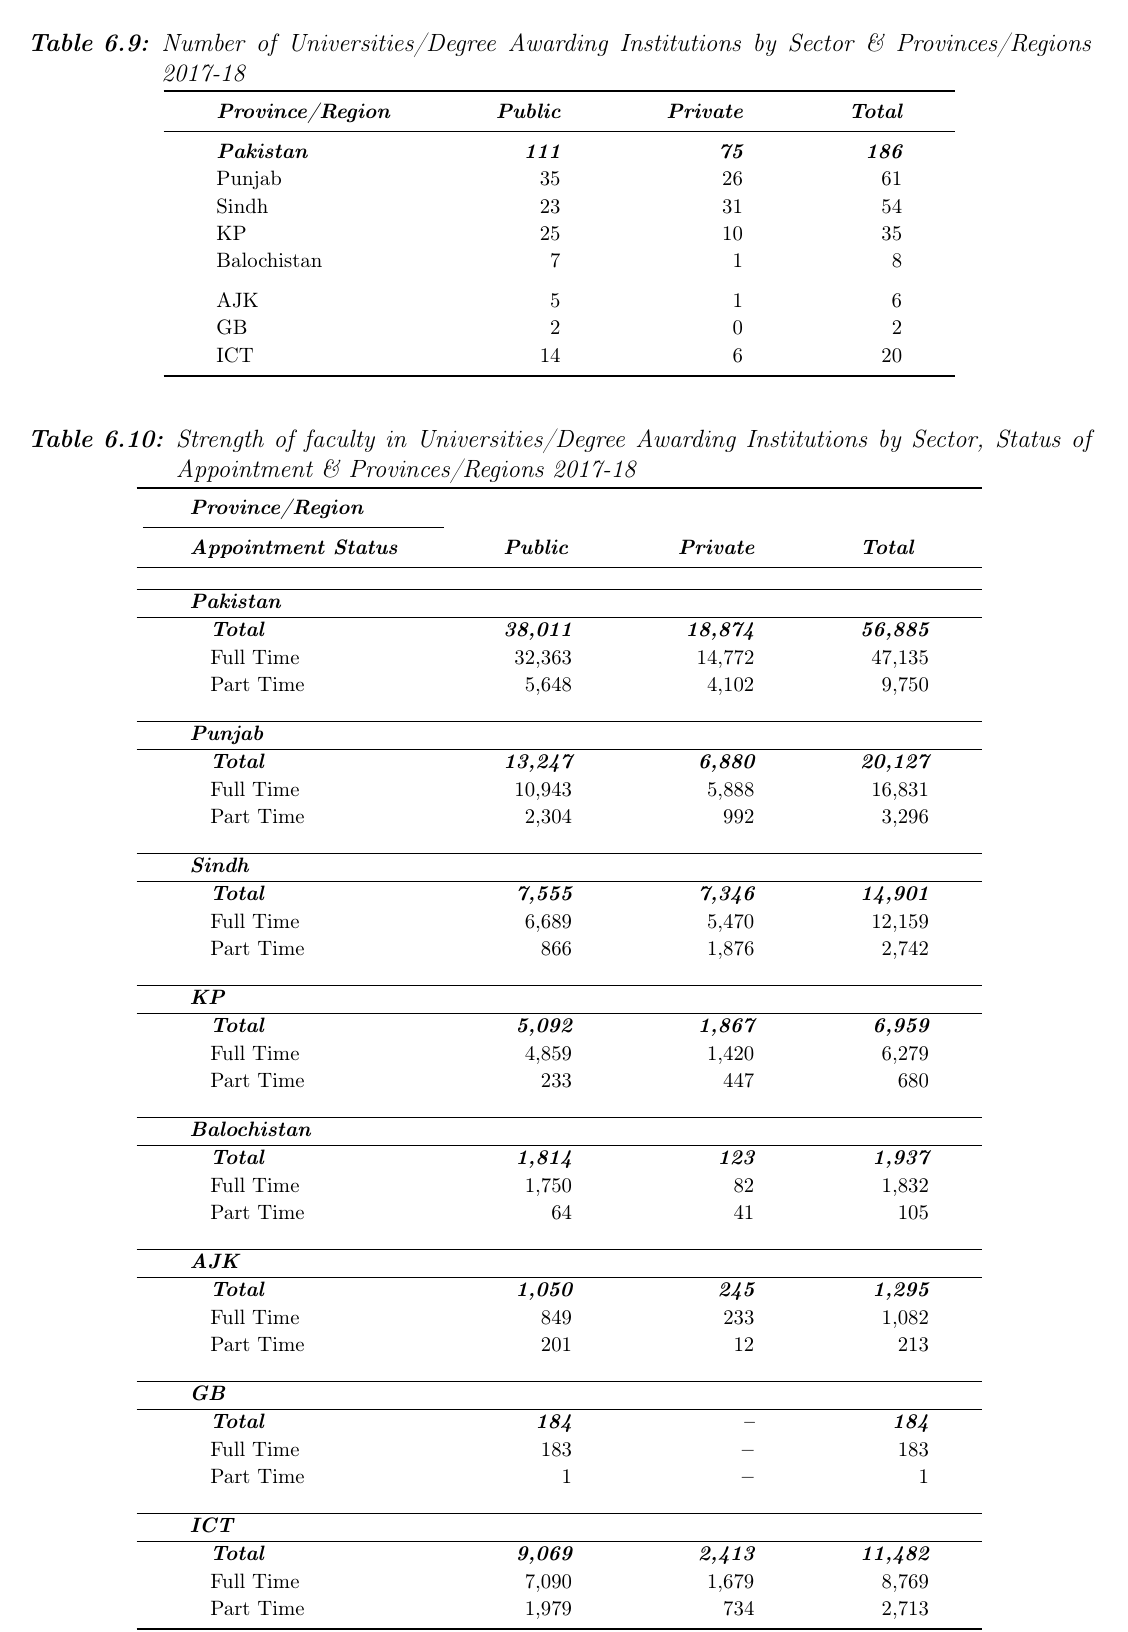 Table 6.9: Number of Universities/Degree Awarding Institutions by Sector & Provinces/Regions
2017-18
Province/Region Public Private Total
Pakistan 111 75 186
Punjab 35 26 61
Sindh 23 31 54
KP 25 10 35
Balochistan 7 1 8
AJK 5 1 6
GB 2 0 2
ICT 14 6 20
Table 6.10: Strength of faculty in Universities/Degree Awarding Institutions by Sector, Status of
Appointment & Provinces/Regions 2017-18
Province/Region
Appointment Status Public Private Total
Pakistan
Total 38,011 18,874 56,885
Full Time 32,363 14,772 47,135
Part Time 5,648 4,102 9,750
Punjab
Total 13,247 6,880 20,127
Full Time 10,943 5,888 16,831
Part Time 2,304 992 3,296
Sindh
Total 7,555 7,346 14,901
Full Time 6,689 5,470 12,159
Part Time 866 1,876 2,742
KP
Total 5,092 1,867 6,959
Full Time 4,859 1,420 6,279
Part Time 233 447 680
Balochistan
Total 1,814 123 1,937
Full Time 1,750 82 1,832
Part Time 64 41 105
AJK
Total 1,050 245 1,295
Full Time 849 233 1,082
Part Time 201 12 213
GB
Total 184 – 184
Full Time 183 – 183
Part Time 1 – 1
ICT
Total 9,069 2,413 11,482
Full Time 7,090 1,679 8,769
Part Time 1,979 734 2,713